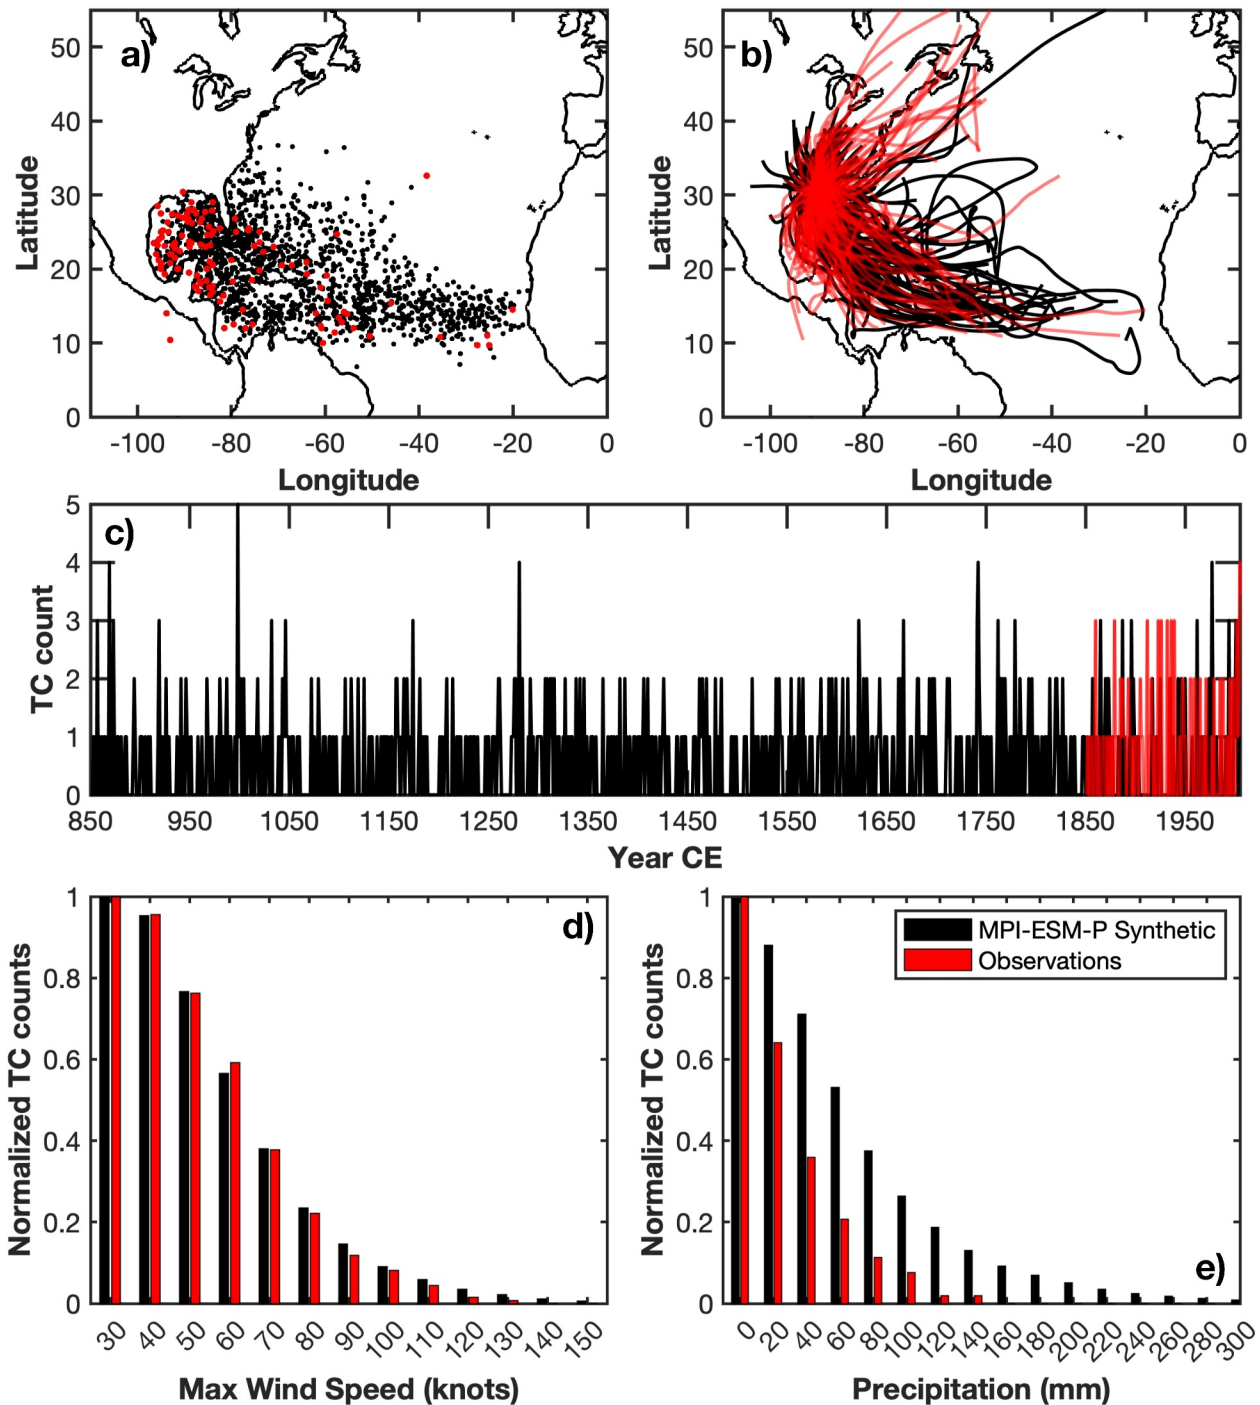 a)
50
40
30
20
10
0
Latitude
-100 -80 -60 -40 -20 0
Longitude
b)
50
40
30
20
10
0
Latitude
-100 -80 -60 -40 -20 0
Longitude
c)
5
4
3
2
1
0
TC count
850 950 1050 1150 1250 1350 1450 1550 1650 1750 1850 1950
Year CE
d)
1
0.8
0.6
0.4
0.2
0
Normalized TC counts
30 40 50 60 70 80 90 100 110 120 130 140 150
Max Wind Speed (knots)
1
0.8
0.6
0.4
0.2
0
Normalized TC counts
MPI-ESM-P Synthetic
Observations
e)
0 20 40 60 80 100 120 140 160 180 200 220 240 260 280 300
Precipitation (mm)